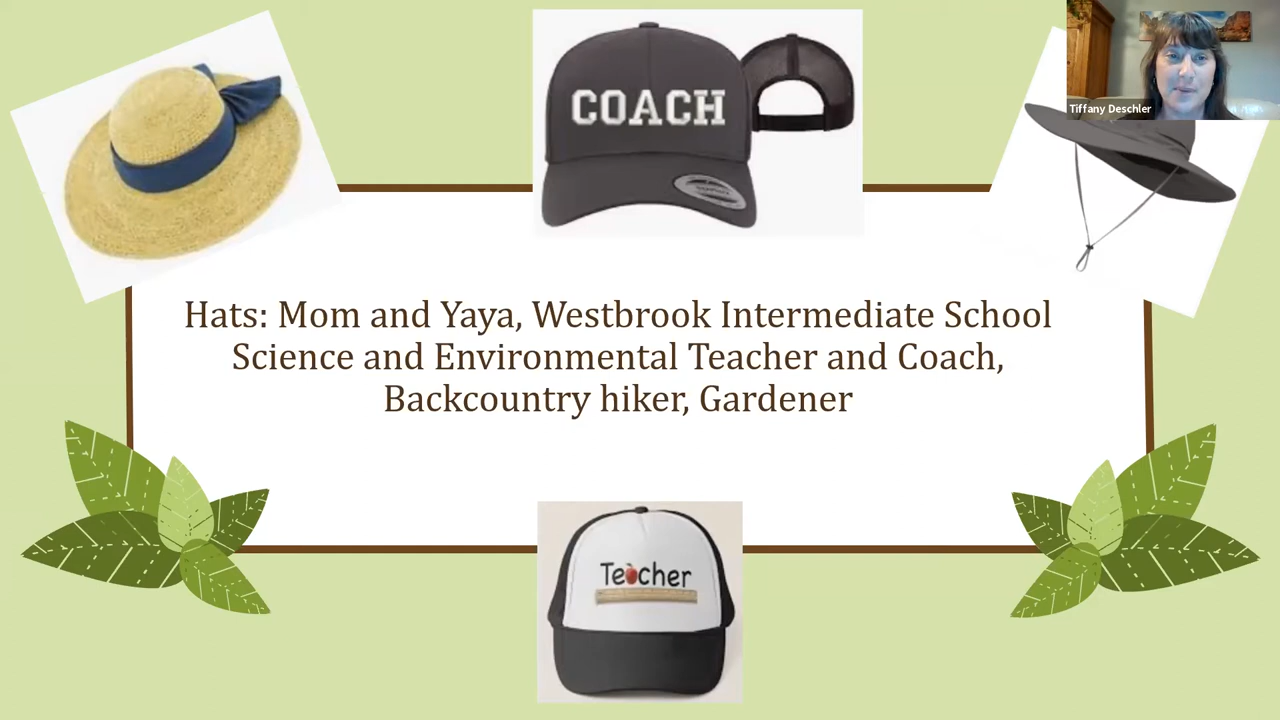 COACH
Tiffany Deschler
Hats: Mom and Yaya, Westbrook Intermediate School
Science and Environmental Teacher and Coach,
Backcountry hiker, Gardener
Teacher